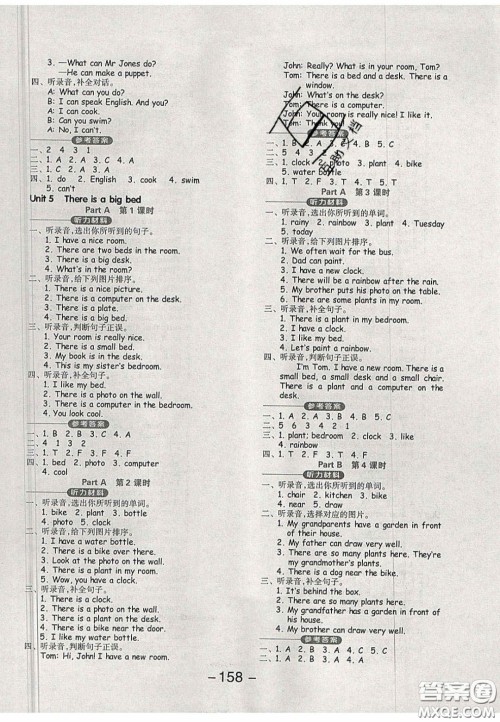 3. —What can Mr Jones do?
—He can make a puppet.
四、听录音,补全对话。
A: What can you do?
B: I can speak English. And you?
A: I can cook.
B: Can you swim?
A: No, I can't.
参考答案
一、2 4 3 1
二、1. A 2. A 3. C 4. A
四、1. do 2. English 3. cook 4. swim
5. can't
Unit 5 There is a big bed
Part A 第1课时
听力材料
一、听录音,选出你所听到的句子。
1. I have a nice room.
2. There are two beds in the room.
3. There is a big desk.
4. What's in the room?
二、听录音,给下列图片排序。
1. There is a nice picture.
2. There is a computer on the desk.
3. There is a plant.
4. There is a photo on the wall.
三、听录音,判断句子正误。
1. Your room is really nice!
2. There is a small bed.
3. My book is in the desk.
4. This is my sister's bedroom.
四、听录音,补全句子。
1. I like my bed.
2. There is a photo on the wall.
3. There is a computer in the bedroom.
4. You look cool!
参考答案
一、1. A 2. B 3. C 4. A
二、4 1 3 2
三、1. T 2. F 3. F 4. F
四、1. bed 2. photo 3. computer
4. cool
Part A 第2课时
听力材料
一、听录音,选出你所听到的单词。
1. bike 2. plant 3. bottle
4. photo 5. clock
二、听录音,给下列图片排序。
1. I have a water bottle.
2. There is a bike over there.
3. Look at the photo on the wall.
4. There is a plant in my room.
5. Wow, you have a clock!
三、听录音,选出你所听到的句子。
1. There is a clock.
2. There is a photo on the wall.
3. There is a plant on the desk.
4. There is a bike near the door.
5. I like my water bottle.
四、听录音,判断句子正误。
Tom: Hi, John! I have a new room.
John: Really? What is in your room, Tom?
Tom: There is a bed and a desk. There is a
window.
John: What's on the desk?
Tom: There is a computer.
John: Your room is really nice! I like it.
Tom: Thank
参考答案
3. photo 4. bed
5. water bottle
四、1. T 2. F 3. T 4. F 5. T
Part A 第3课时
听力材料
一、听录音,选出你所听到的单词。
1. rainy 2. rainbow 3. plant 4. Tuesday
5. today
二、听录音,给下列图片排序。
1. We often wait for the bus.
2. Dad can paint.
3. I have a new clock.
4. There will be a rainbow after the rain.
5. My brother puts his photo on the table.
6. There are some plants in my room.
三、听录音,补全句子。
1. There is a plant in my bedroom.
2. I have a clock.
3. I like my bed.
4. Let's paint a rainbow.
四、听录音,判断句子正误。
I'm Tom. I have a new room. There is a
small bed, a small desk and a small chair.
There is a plant and a computer on the
desk.
参考答案
一、1. A 2. A 3. A 4. B 5. C
二、5 6 3 4 2 1
三、1. plant; bedroom 2. clock 3. bed
4. rainbow
四、1. T 2. F 3. F 4. T
Part B 第4课时
听力材料
一、听录音,选出你所听到的单词。
1. chair 2. kitchen 3. bike
4. near 5. draw
二、听录音,选择对应的图片。
1. My grandparents have a garden in front
of their house.
2. My father can draw very well.
3. There are so many plants here. They are
my grandmother's plants.
4. There is a dog near the bike.
三、听录音,补全句子。
1. It's behind the house.
2. There are so many plants here!
3. My grandfather has a garden in front of
his house.
4. My brother can draw very well.
参考答案
一、1. A 2. B 3. B 4. A 5. C
二、1. A 2. B 3. A 4. A
- 158 -
答案圈
MXQE.COM